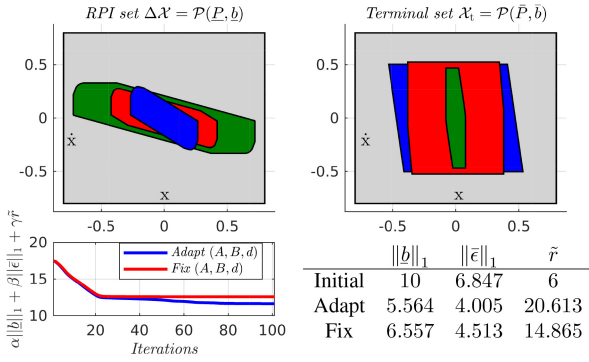 RPI set ΔX = P(P̲, b̲)
Terminal set Xₜ = P(P̄, b̄)
0.5
0
-0.5
ẋ
x
-0.5
0
0.5
0.5
0
-0.5
ẋ
x
-0.5
0
0.5
α||b̲||₁ + β||ε̄||₁ + γr̃
20
15
10
Adapt (A, B, d)
Fix (A, B, d)
20
40
60
80
100
Iterations
||b̲||₁ ||ε̄||₁ r̃
Initial 10 6.847 6
Adapt 5.564 4.005 20.613
Fix 6.557 4.513 14.865